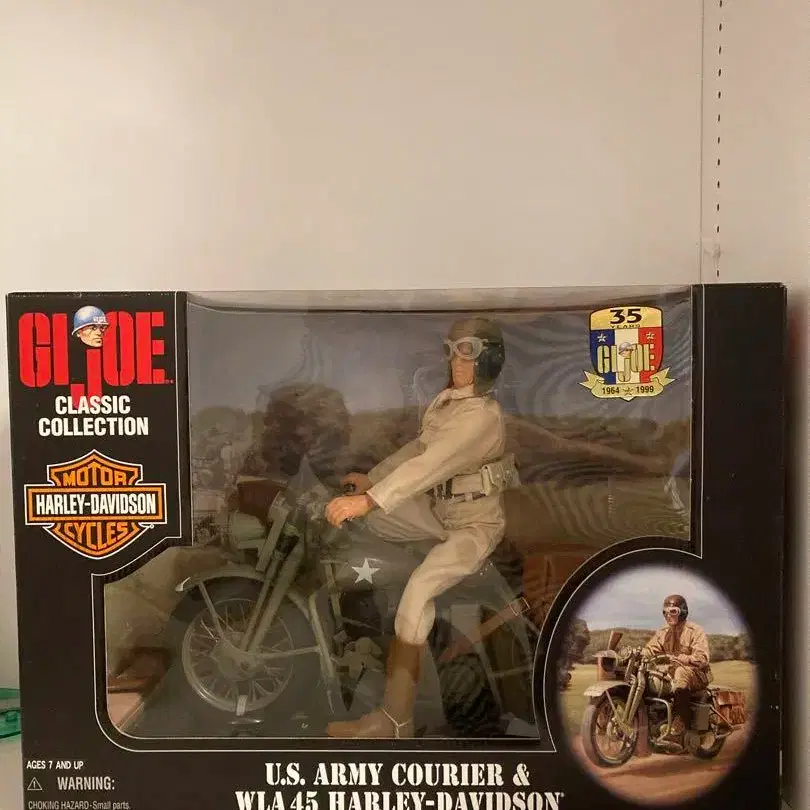 GI JOE
CLASSIC
COLLECTION
MOTOR
HARLEY-DAVIDSON
CYCLES
35
YEARS
GI JOE
1964 1999
AGES 7 AND UP
WARNING:
CHOKING HAZARD-Small parts.
U.S. ARMY COURIER &
WLA 45 HARLEY-DAVIDSON